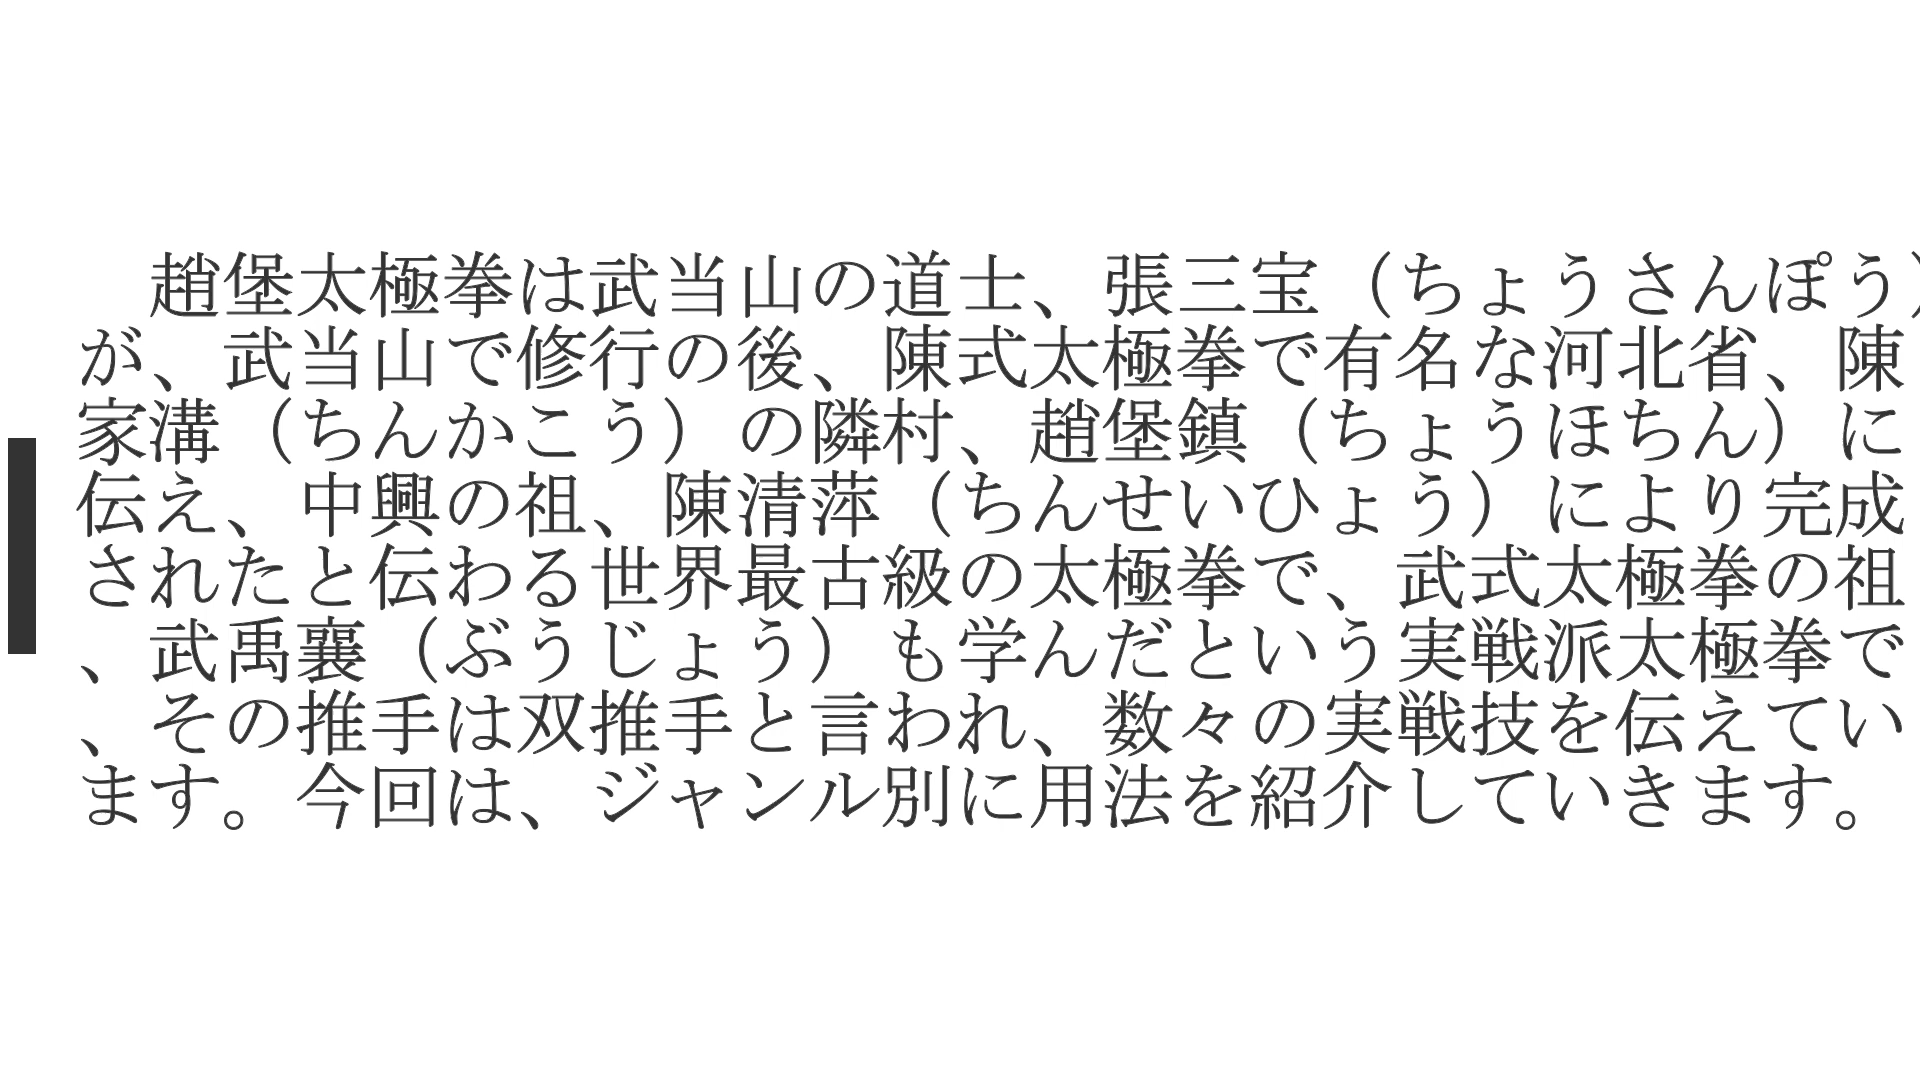 趙堡太極拳は武当山の道士、張三宝（ちょうさんぽう）
が、武当山で修行の後、陳式太極拳で有名な河北省、陳
家溝（ちんかこう）の隣村、趙堡鎮（ちょうほちん）に
伝え、中興の祖、陳清萍（ちんせいひょう）により完成
されたと伝わる世界最古級の太極拳で、武式太極拳の祖
、武禹襄（ぶうじょう）も学んだという実戦派太極拳で
、その推手は双推手と言われ、数々の実戦技を伝えてい
ます。今回は、ジャンル別に用法を紹介していきます。